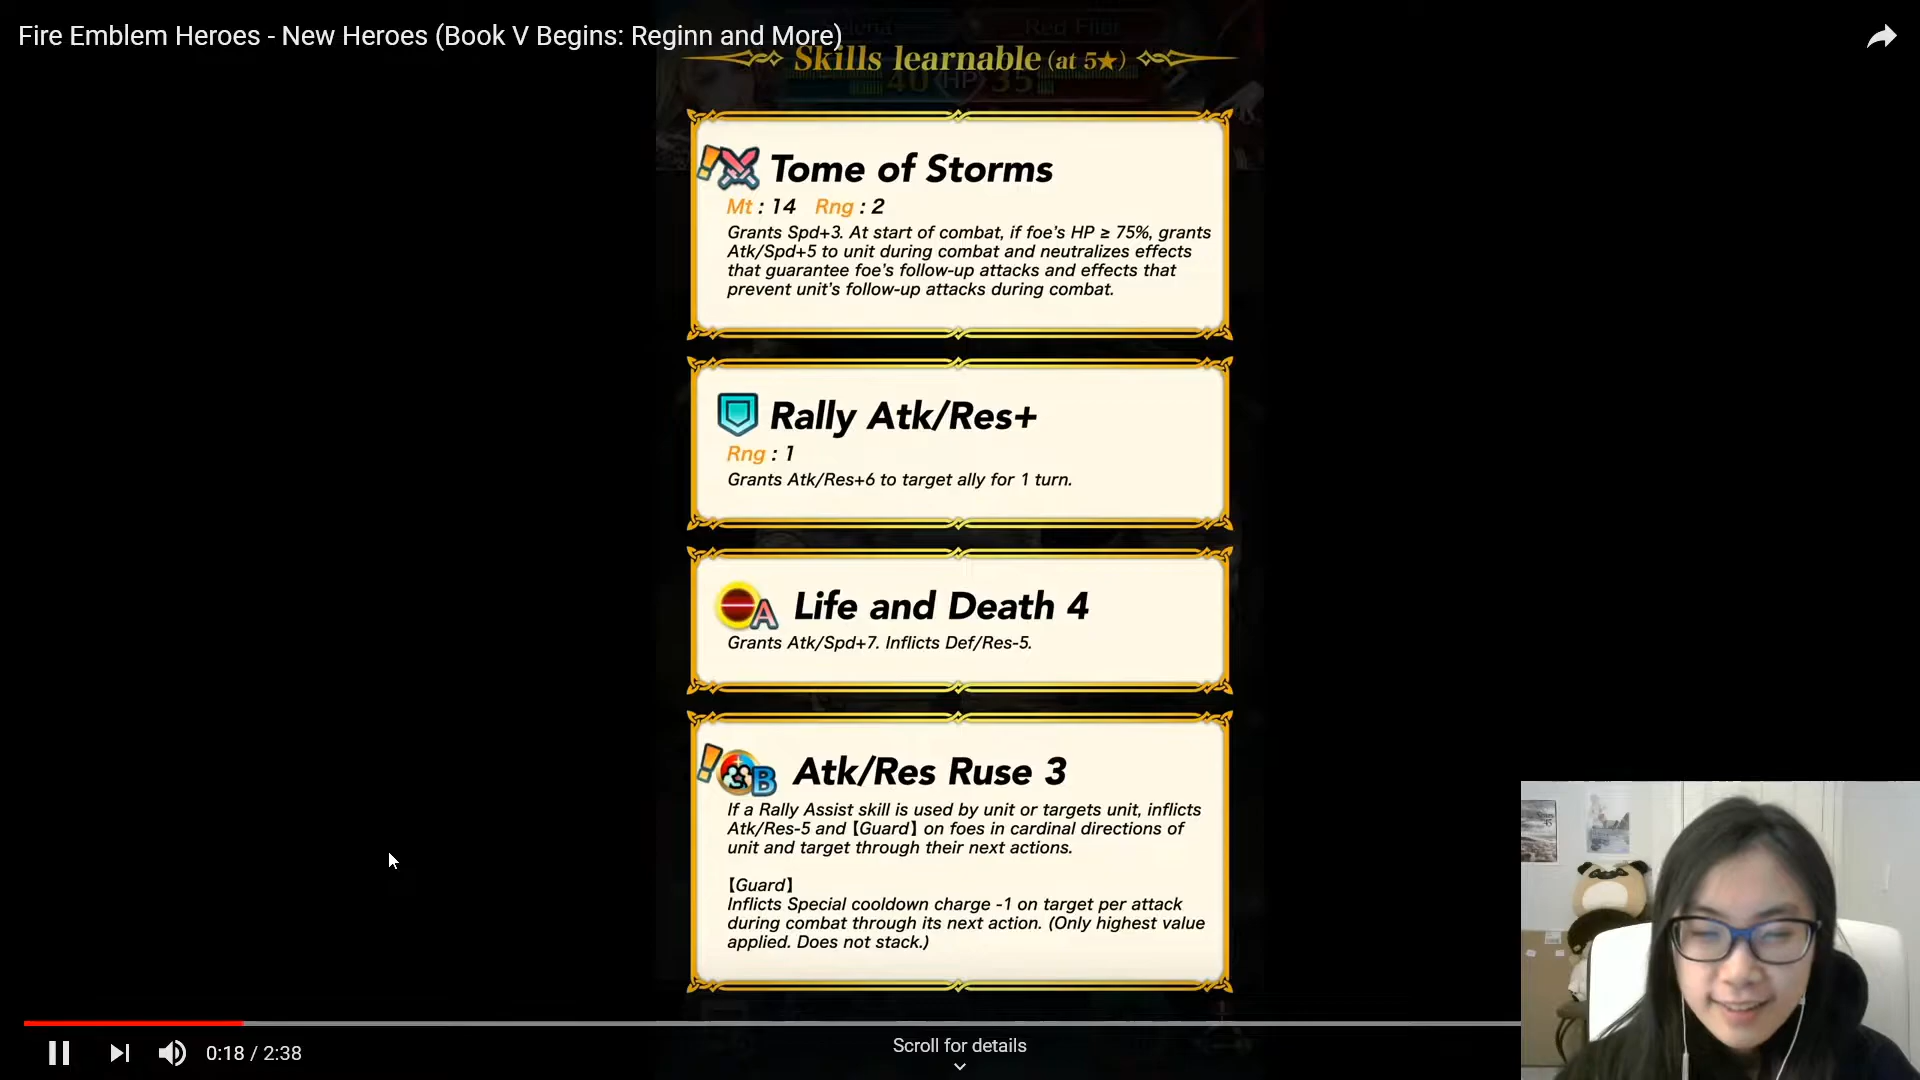 Fire Emblem Heroes - New Heroes (Book V Begins: Reginn and More)
Red Flier
Skills learnable (at 5★)
40 HP 35
Tome of Storms
Mt : 14 Rng : 2
Grants Spd+3. At start of combat, if foe's HP ≥ 75%, grants
Atk/Spd+5 to unit during combat and neutralizes effects
that guarantee foe's follow-up attacks and effects that
prevent unit's follow-up attacks during combat.
Rally Atk/Res+
Rng : 1
Grants Atk/Res+6 to target ally for 1 turn.
A Life and Death 4
Grants Atk/Spd+7. Inflicts Def/Res-5.
B Atk/Res Ruse 3
If a Rally Assist skill is used by unit or targets unit, inflicts
Atk/Res-5 and【Guard】on foes in cardinal directions of
unit and target through their next actions.
【Guard】
Inflicts Special cooldown charge -1 on target per attack
during combat through its next action. (Only highest value
applied. Does not stack.)
0:18 / 2:38
Scroll for details